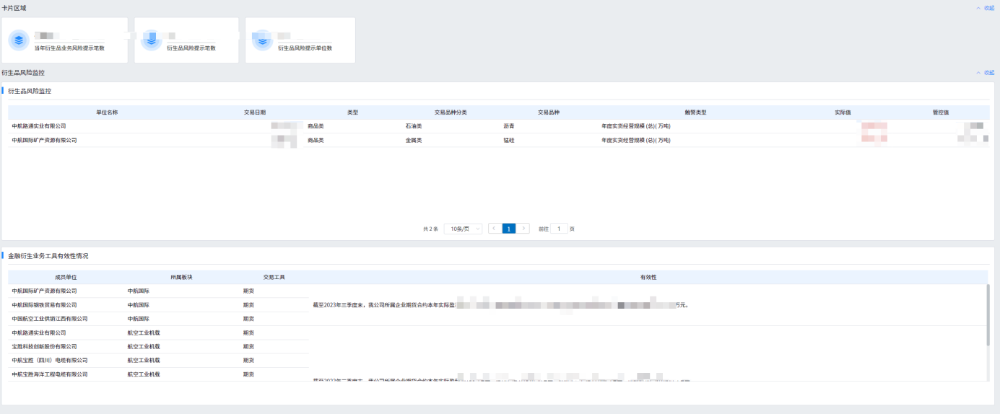 卡片区域 收起
当年衍生品业务风险提示笔数 衍生品风险提示笔数 衍生品风险提示单位数
衍生品风险监控 收起
衍生品风险监控
单位名称 交易日期 类型 交易品种分类 交易品种 触警类型 实际值 管控值
中航路通实业有限公司 商品类 石油类 沥青 年度实货经营规模 (总)( 万吨)
中航国际矿产资源有限公司 商品类 金属类 锰硅 年度实货经营规模 (总)( 万吨)
共 2 条 10条/页 1 前往 1 页
金融衍生业务工具有效性情况
成员单位 所属板块 交易工具 有效性
中航国际矿产资源有限公司 中航国际 期货
中航国际钢铁贸易有限公司 中航国际 期货 截至2023年三季度末，我公司所属企业期货合约本年实际盈 万元。
中国航空工业供销江西有限公司 中航国际 期货
中航路通实业有限公司 航空工业机载 期货
宝胜科技创新股份有限公司 航空工业机载 期货
中航宝胜（四川）电缆有限公司 航空工业机载 期货
中航宝胜海洋工程电缆有限公司 航空工业机载 期货
截至2023年三季度末，我公司所属企业期货合约本年实际盈